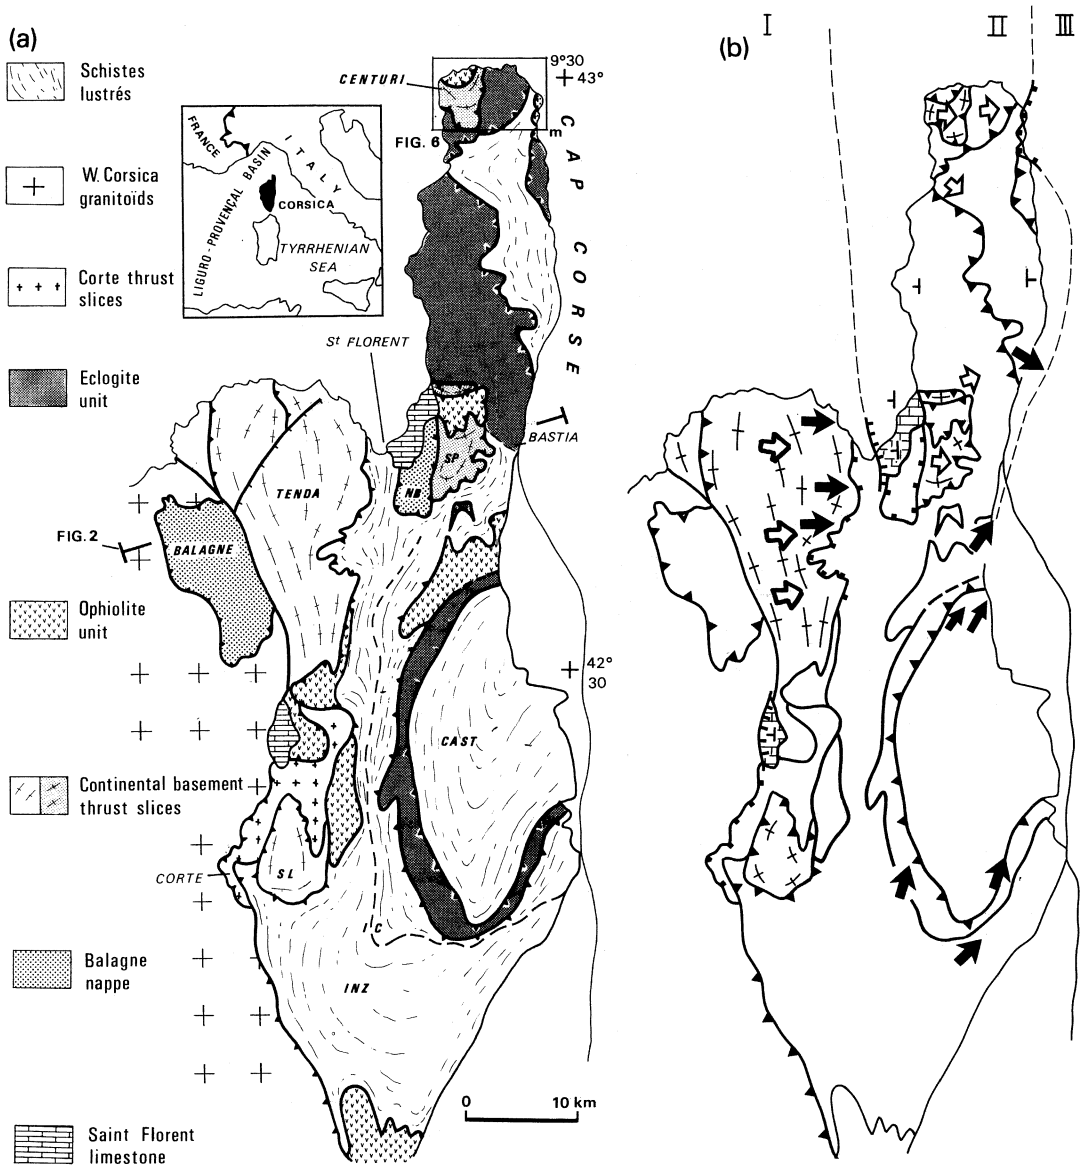 (a)
Schistes
lustrés
W. Corsica
granitoïds
Corte thrust
slices
Eclogite
unit
Ophiolite
unit
Continental basement
thrust slices
Balagne
nappe
Saint Florent
limestone
FRANCE
ITALY
LIGURO-PROVENÇAL BASIN
CORSICA
TYRRHENIAN
SEA
CENTURI
9°30
43°
m
FIG. 6
CAP CORSE
St FLORENT
BASTIA
SP
NB
TENDA
FIG. 2
BALAGNE
42°
30
CAST
SL
CORTE
IC
INZ
0 10 km
(b)
I
II
III